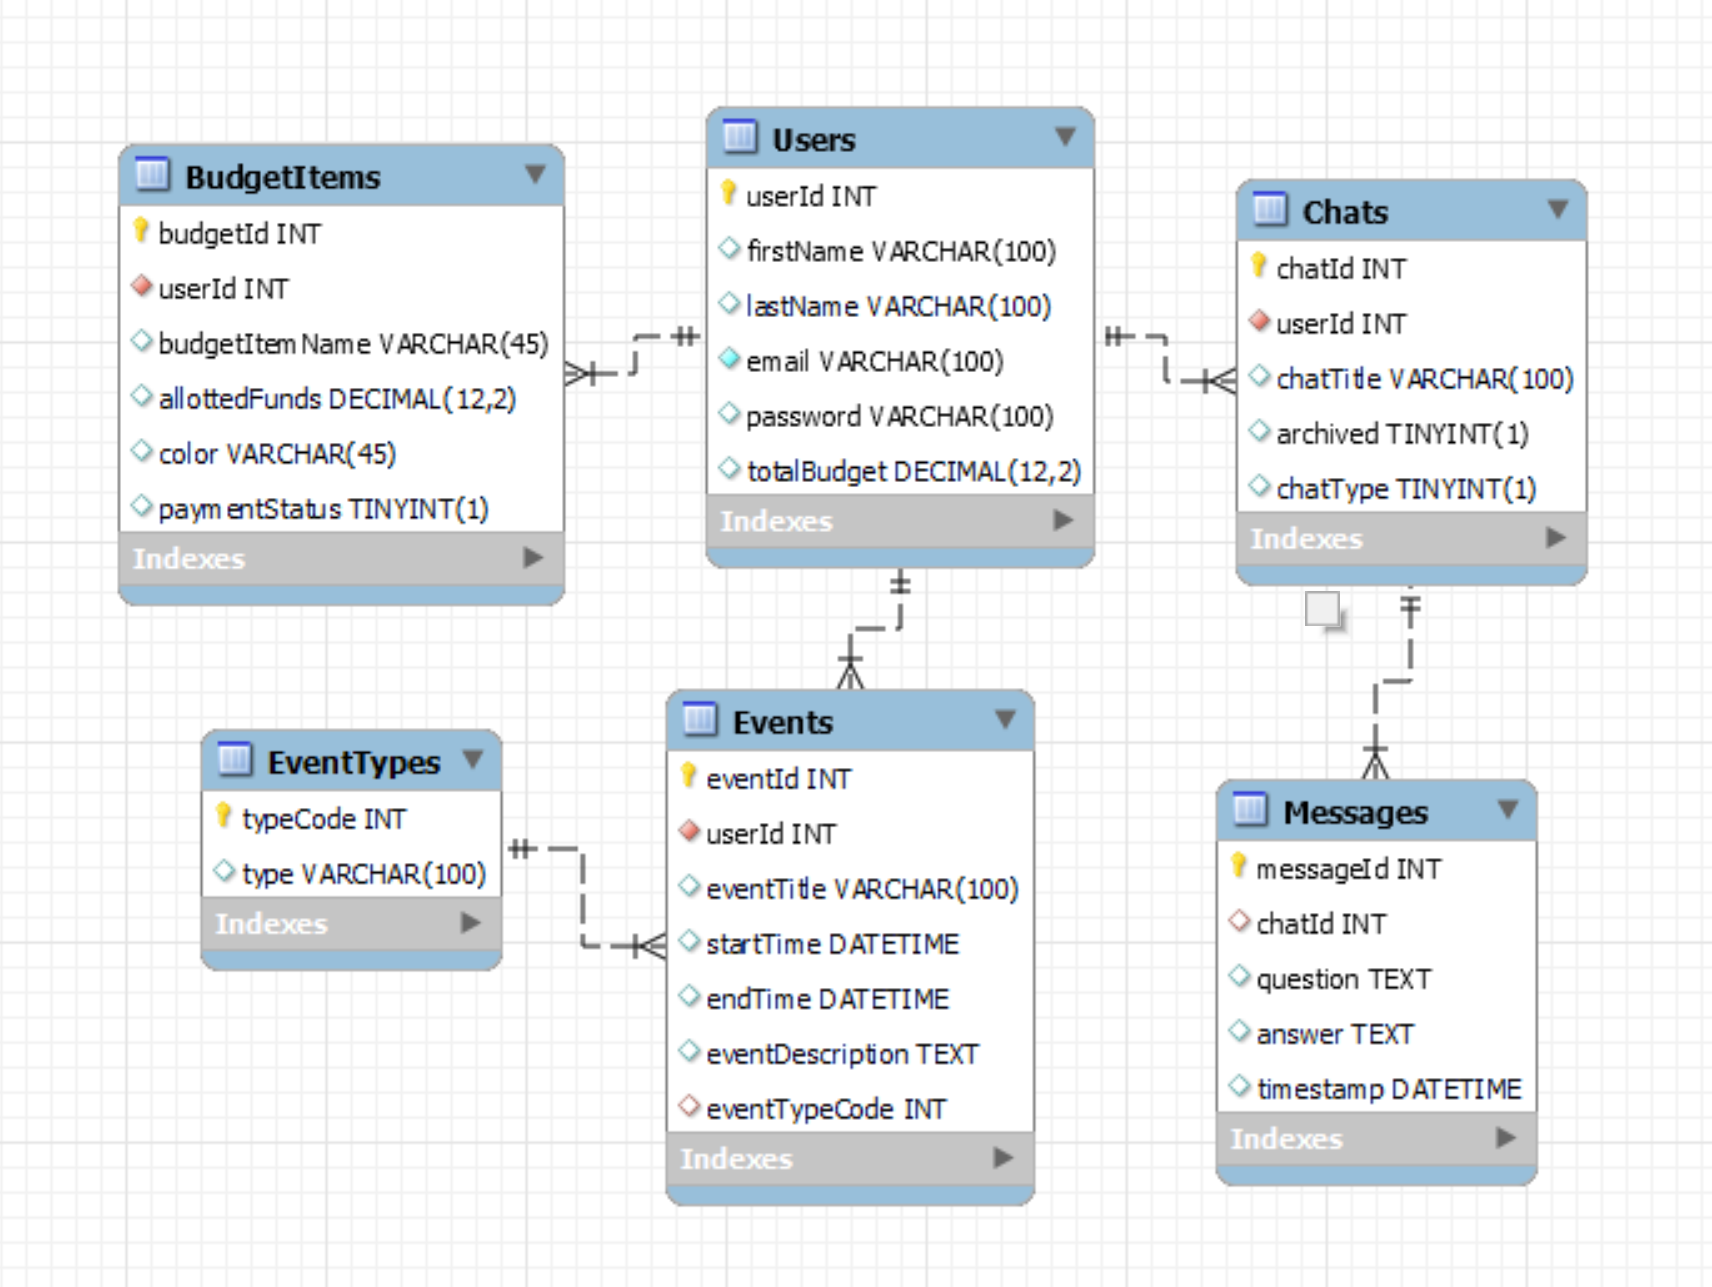 BudgetItems
budgetId INT
userId INT
budgetItemName VARCHAR(45)
allottedFunds DECIMAL(12,2)
color VARCHAR(45)
paymentStatus TINYINT(1)
Indexes
Users
userId INT
firstName VARCHAR(100)
lastName VARCHAR(100)
email VARCHAR(100)
password VARCHAR(100)
totalBudget DECIMAL(12,2)
Indexes
Chats
chatId INT
userId INT
chatTitle VARCHAR(100)
archived TINYINT(1)
chatType TINYINT(1)
Indexes
EventTypes
typeCode INT
type VARCHAR(100)
Indexes
Events
eventId INT
userId INT
eventTitle VARCHAR(100)
startTime DATETIME
endTime DATETIME
eventDescription TEXT
eventTypeCode INT
Indexes
Messages
messageId INT
chatId INT
question TEXT
answer TEXT
timestamp DATETIME
Indexes